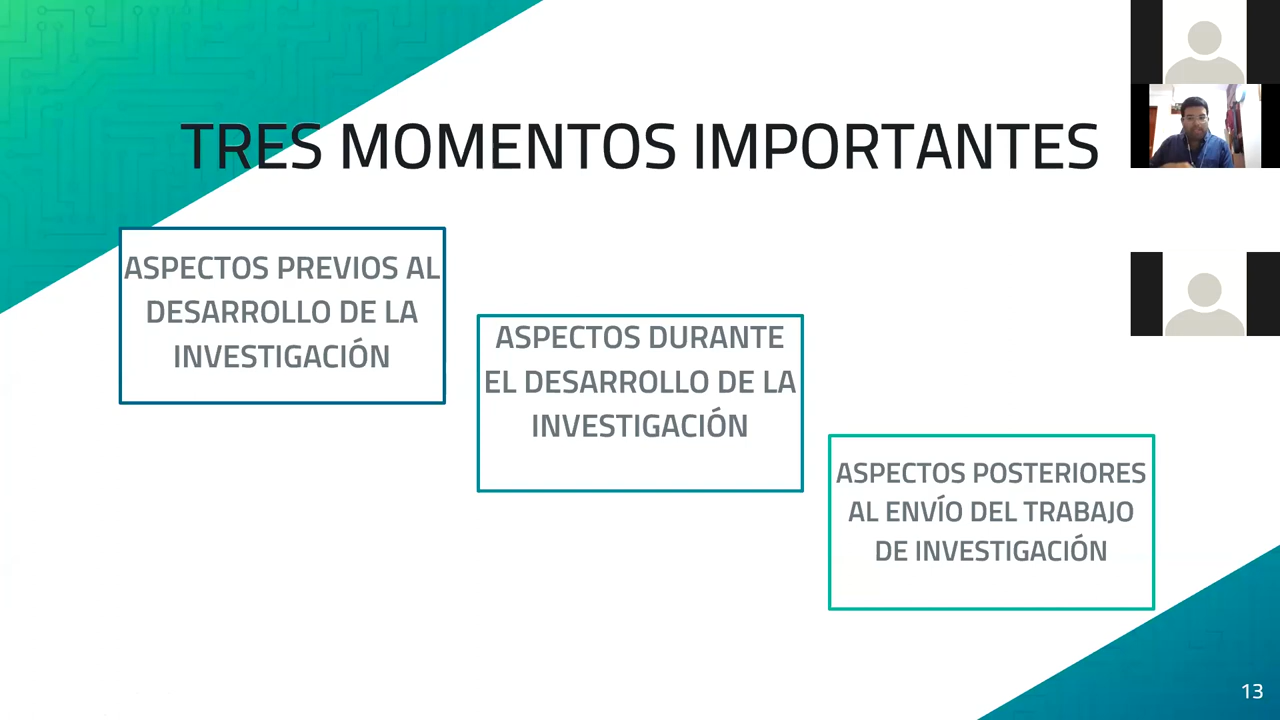 TRES MOMENTOS IMPORTANTES
ASPECTOS PREVIOS AL
DESARROLLO DE LA
INVESTIGACIÓN
ASPECTOS DURANTE
EL DESARROLLO DE LA
INVESTIGACIÓN
ASPECTOS POSTERIORES
AL ENVÍO DEL TRABAJO
DE INVESTIGACIÓN
13